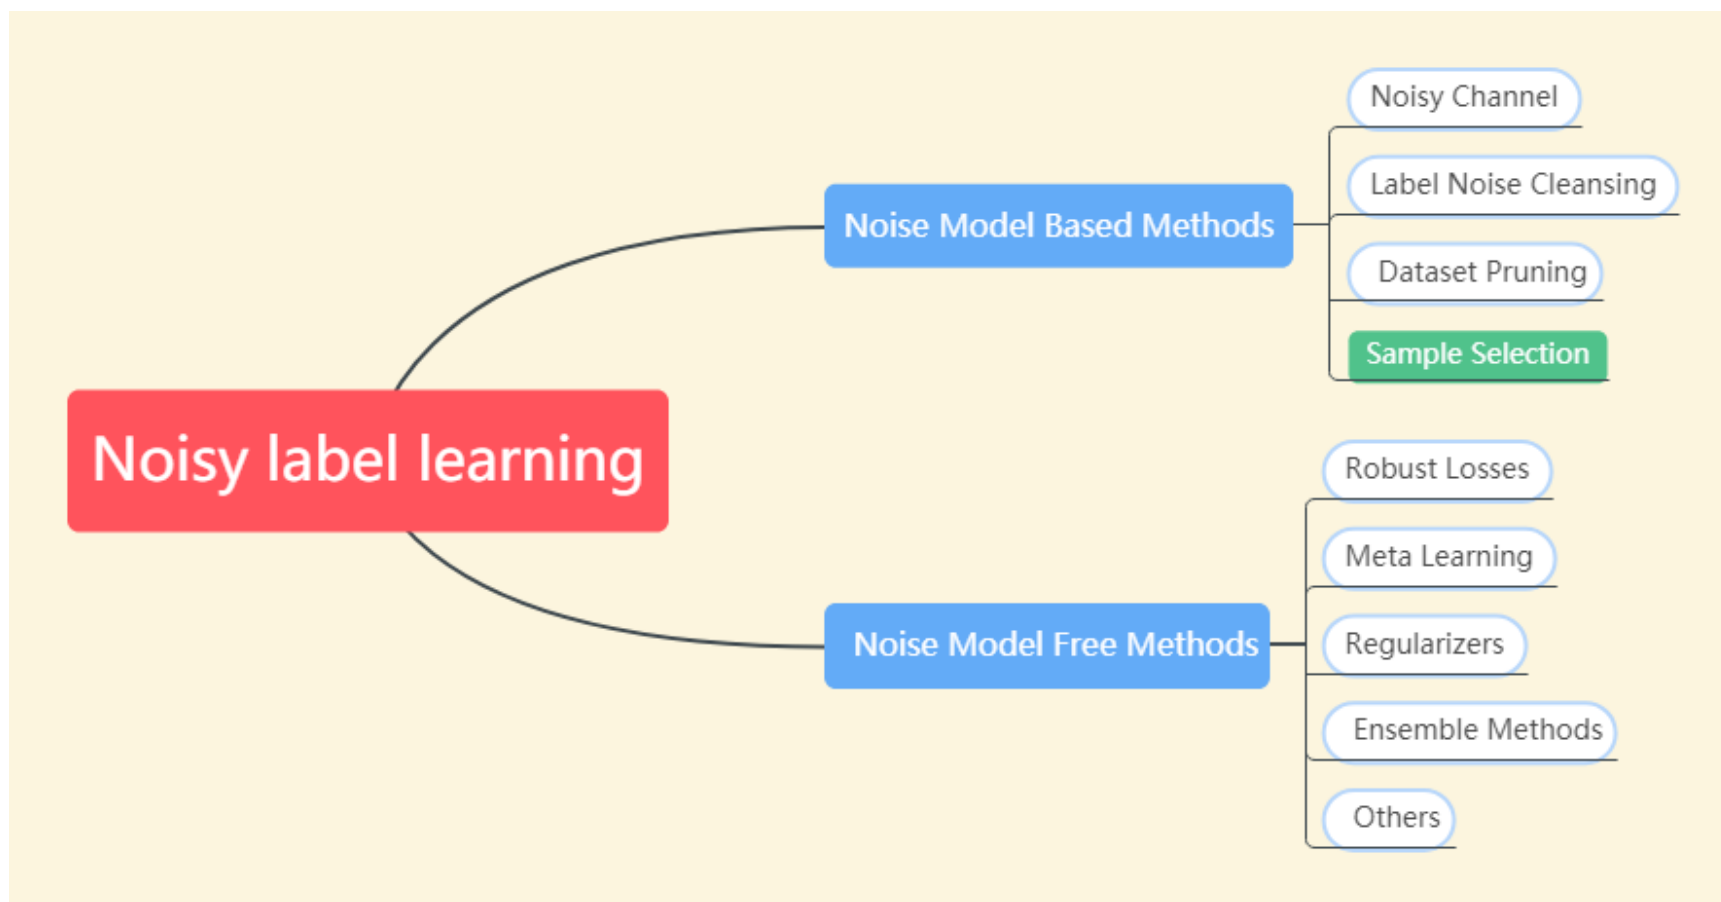 Noisy label learning
Noise Model Based Methods
Noisy Channel
Label Noise Cleansing
Dataset Pruning
Sample Selection
Noise Model Free Methods
Robust Losses
Meta Learning
Regularizers
Ensemble Methods
Others